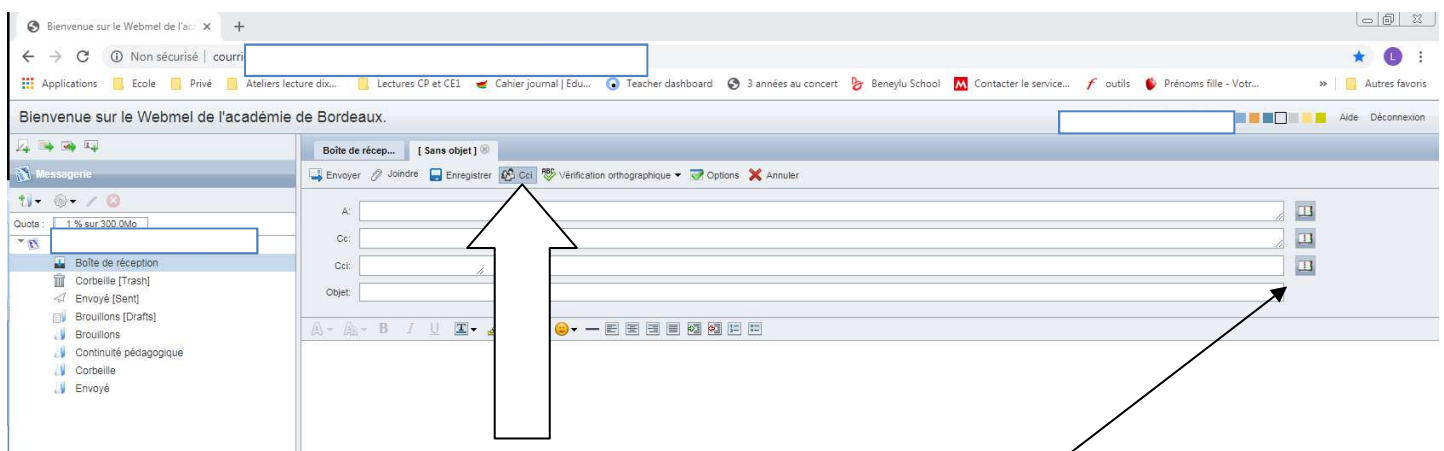 Bienvenue sur le Webmel de l'ac
Non sécurisé | courri
L
Applications Ecole Privé Ateliers lecture dix... Lectures CP et CE1 Cahier journal | Edu... Teacher dashboard 3 années au concert Beneylu School Contacter le service... outils Prénoms fille - Votr... » Autres favoris
Bienvenue sur le Webmel de l'académie de Bordeaux.
Aide Déconnexion
Boîte de récep... [ Sans objet ]
Messagerie
Envoyer Joindre Enregistrer Cci Vérification orthographique Options Annuler
Quota : 1 % sur 300.0Mo
A:
Cc:
Cci:
Objet:
Boîte de réception
Corbeille [Trash]
Envoyé [Sent]
Brouillons [Drafts]
Brouillons
Continuité pédagogique
Corbeille
Envoyé
A A B I U T